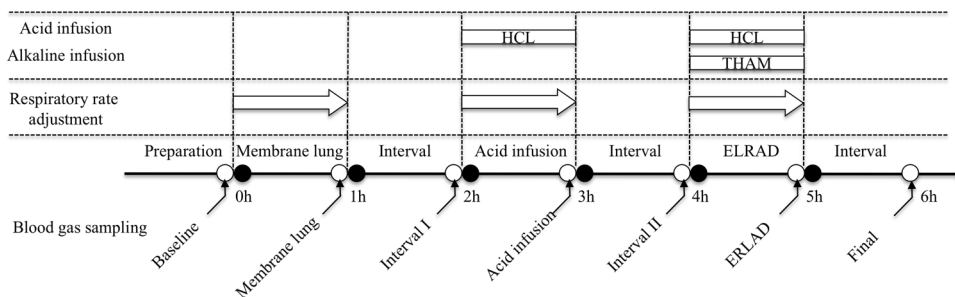 Acid infusion
HCL
HCL
Alkaline infusion
THAM
Respiratory rate
adjustment
Preparation
Membrane lung
Interval
Acid infusion
Interval
ELRAD
Interval
0h
1h
2h
3h
4h
5h
6h
Blood gas sampling
Baseline
Membrane lung
Interval I
Acid infusion
Interval II
ERLAD
Final